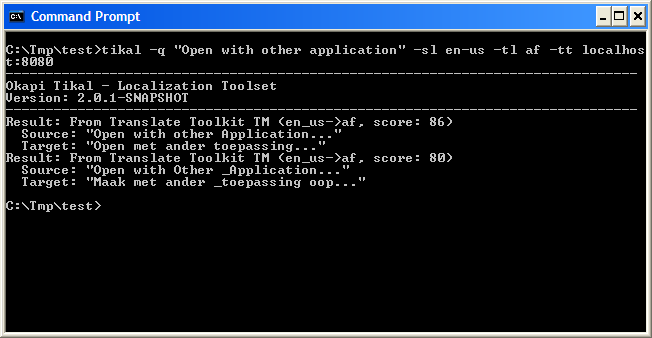 Command Prompt
C:\Tmp\test>tikal -q "Open with other application" -sl en-us -tl af -tt localhos
t:8080
-------------------------------------------------------------------------------
Okapi Tikal - Localization Toolset
Version: 2.0.1-SNAPSHOT
-------------------------------------------------------------------------------
Result: From Translate Toolkit TM (en_us->af, score: 86)
  Source: "Open with other Application..."
  Target: "Open met ander toepassing..."
Result: From Translate Toolkit TM (en_us->af, score: 80)
  Source: "Open with Other _Application..."
  Target: "Maak met ander _toepassing oop..."
C:\Tmp\test>